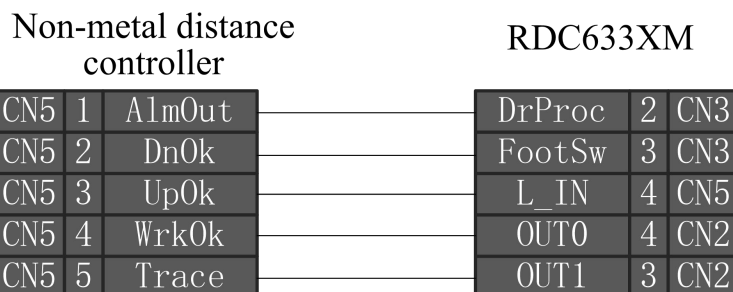 Non-metal distance
controller
RDC633XM
CN5 1 AlmOut DrProc 2 CN3
CN5 2 DnOk FootSw 3 CN3
CN5 3 UpOk L_IN 4 CN5
CN5 4 WrkOk OUT0 4 CN2
CN5 5 Trace OUT1 3 CN2